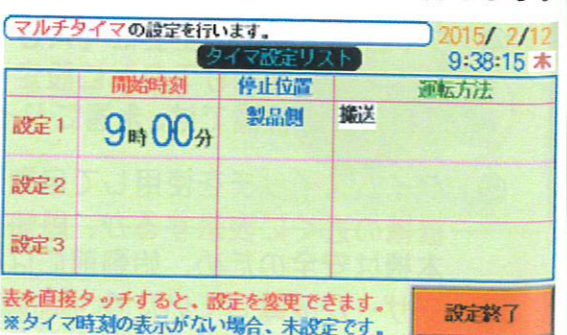 マルチタイマの設定を行います。
2015/ 2/12
タイマ設定リスト
9:38:15 木
開始時刻 停止位置 運転方法
設定1 9時00分 製品側 搬送
設定2
設定3
表を直接タッチすると、設定を変更できます。
※タイマ時刻の表示がない場合、未設定です。
設定終了